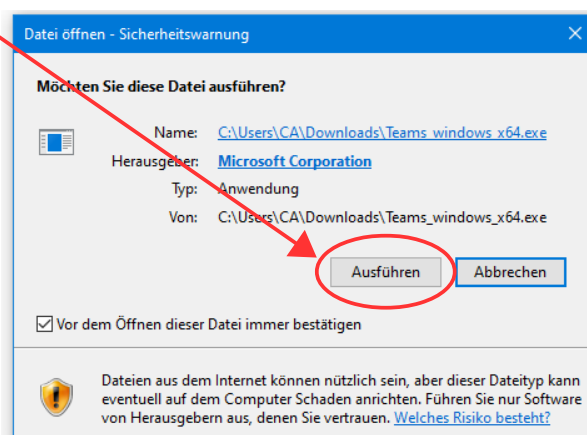 Datei öffnen - Sicherheitswarnung
Möchten Sie diese Datei ausführen?
Name: C:\Users\CA\Downloads\Teams_windows_x64.exe
Herausgeber: Microsoft Corporation
Typ: Anwendung
Von: C:\Users\CA\Downloads\Teams_windows_x64.exe
Ausführen Abbrechen
Vor dem Öffnen dieser Datei immer bestätigen
Dateien aus dem Internet können nützlich sein, aber dieser Dateityp kann
eventuell auf dem Computer Schaden anrichten. Führen Sie nur Software
von Herausgebern aus, denen Sie vertrauen. Welches Risiko besteht?